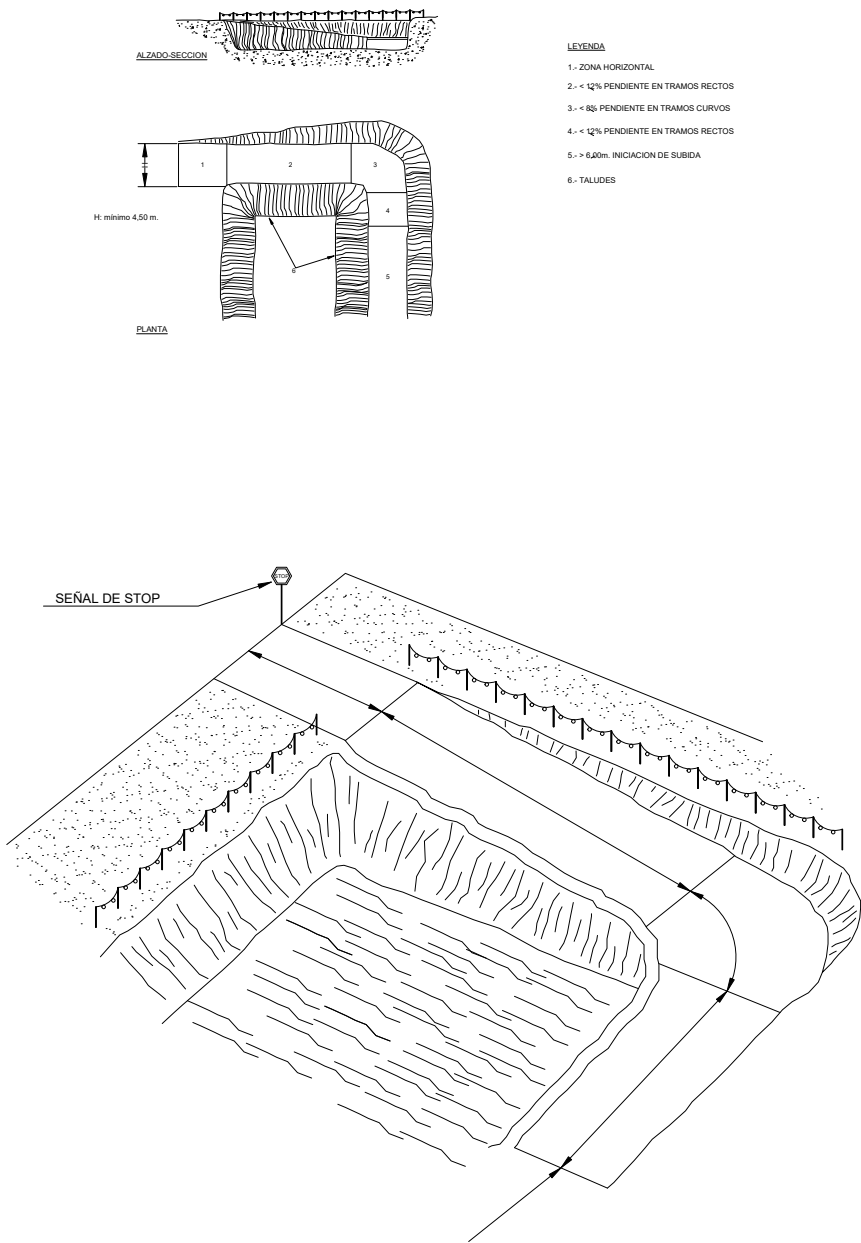 ALZADO-SECCION
LEYENDA
1.- ZONA HORIZONTAL
2.- < 12% PENDIENTE EN TRAMOS RECTOS
3.- < 8% PENDIENTE EN TRAMOS CURVOS
4.- < 12% PENDIENTE EN TRAMOS RECTOS
5.- > 6,00m. INICIACION DE SUBIDA
6.- TALUDES
1
2
3
4
5
6
H
H: mínimo 4,50 m.
PLANTA
STOP
SEÑAL DE STOP